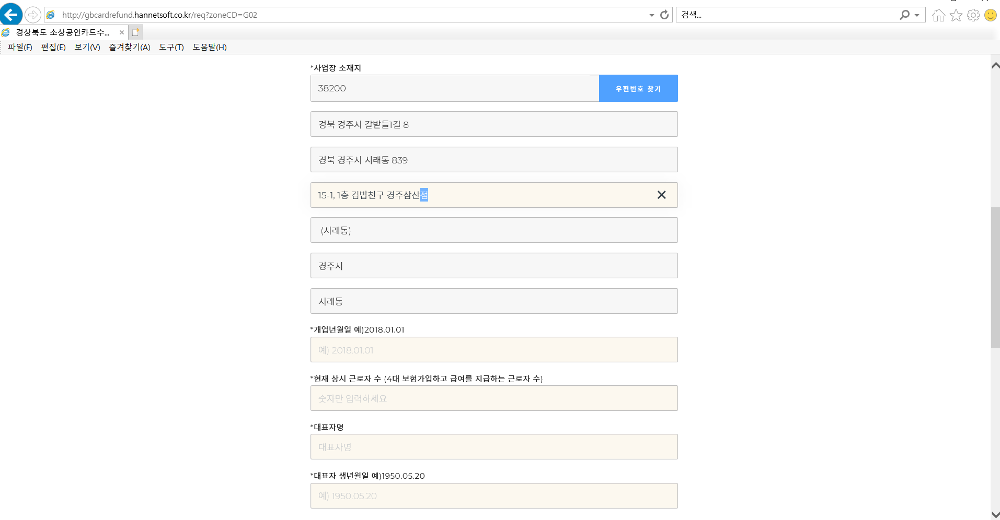 http://gbcardrefund.hannetsoft.co.kr/req?zoneCD=G02
검색...
경상북도 소상공인카드수...
파일(F) 편집(E) 보기(V) 즐겨찾기(A) 도구(T) 도움말(H)
*사업장 소재지
38200
우편번호 찾기
경북 경주시 갈밭들1길 8
경북 경주시 시래동 839
15-1, 1층 김밥천구 경주삼산점
(시래동)
경주시
시래동
*개업년월일 예)2018.01.01
예) 2018.01.01
*현재 상시 근로자 수 (4대 보험가입하고 급여를 지급하는 근로자 수)
숫자만 입력하세요
*대표자명
대표자명
*대표자 생년월일 예)1950.05.20
예) 1950.05.20